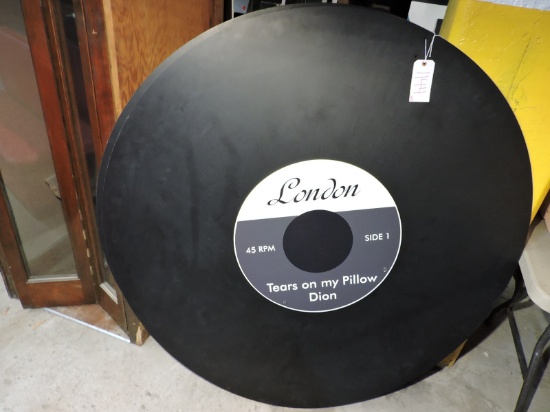 London
45 RPM
SIDE 1
Tears on my Pillow
Dion